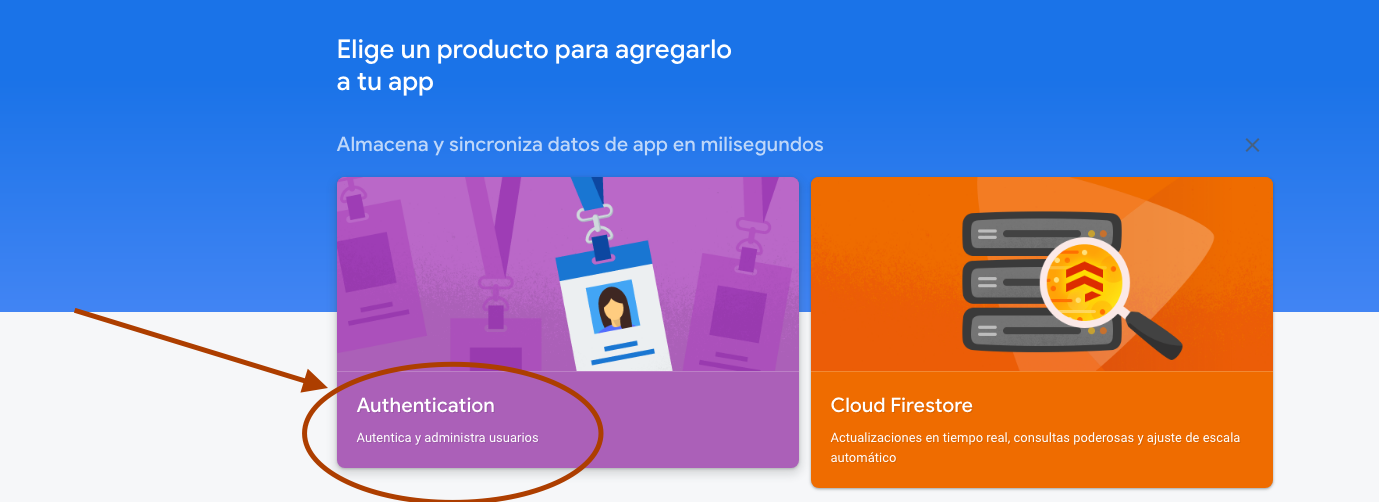 Elige un producto para agregarlo
a tu app
Almacena y sincroniza datos de app en milisegundos
Authentication
Autentica y administra usuarios
Cloud Firestore
Actualizaciones en tiempo real, consultas poderosas y ajuste de escala
automático